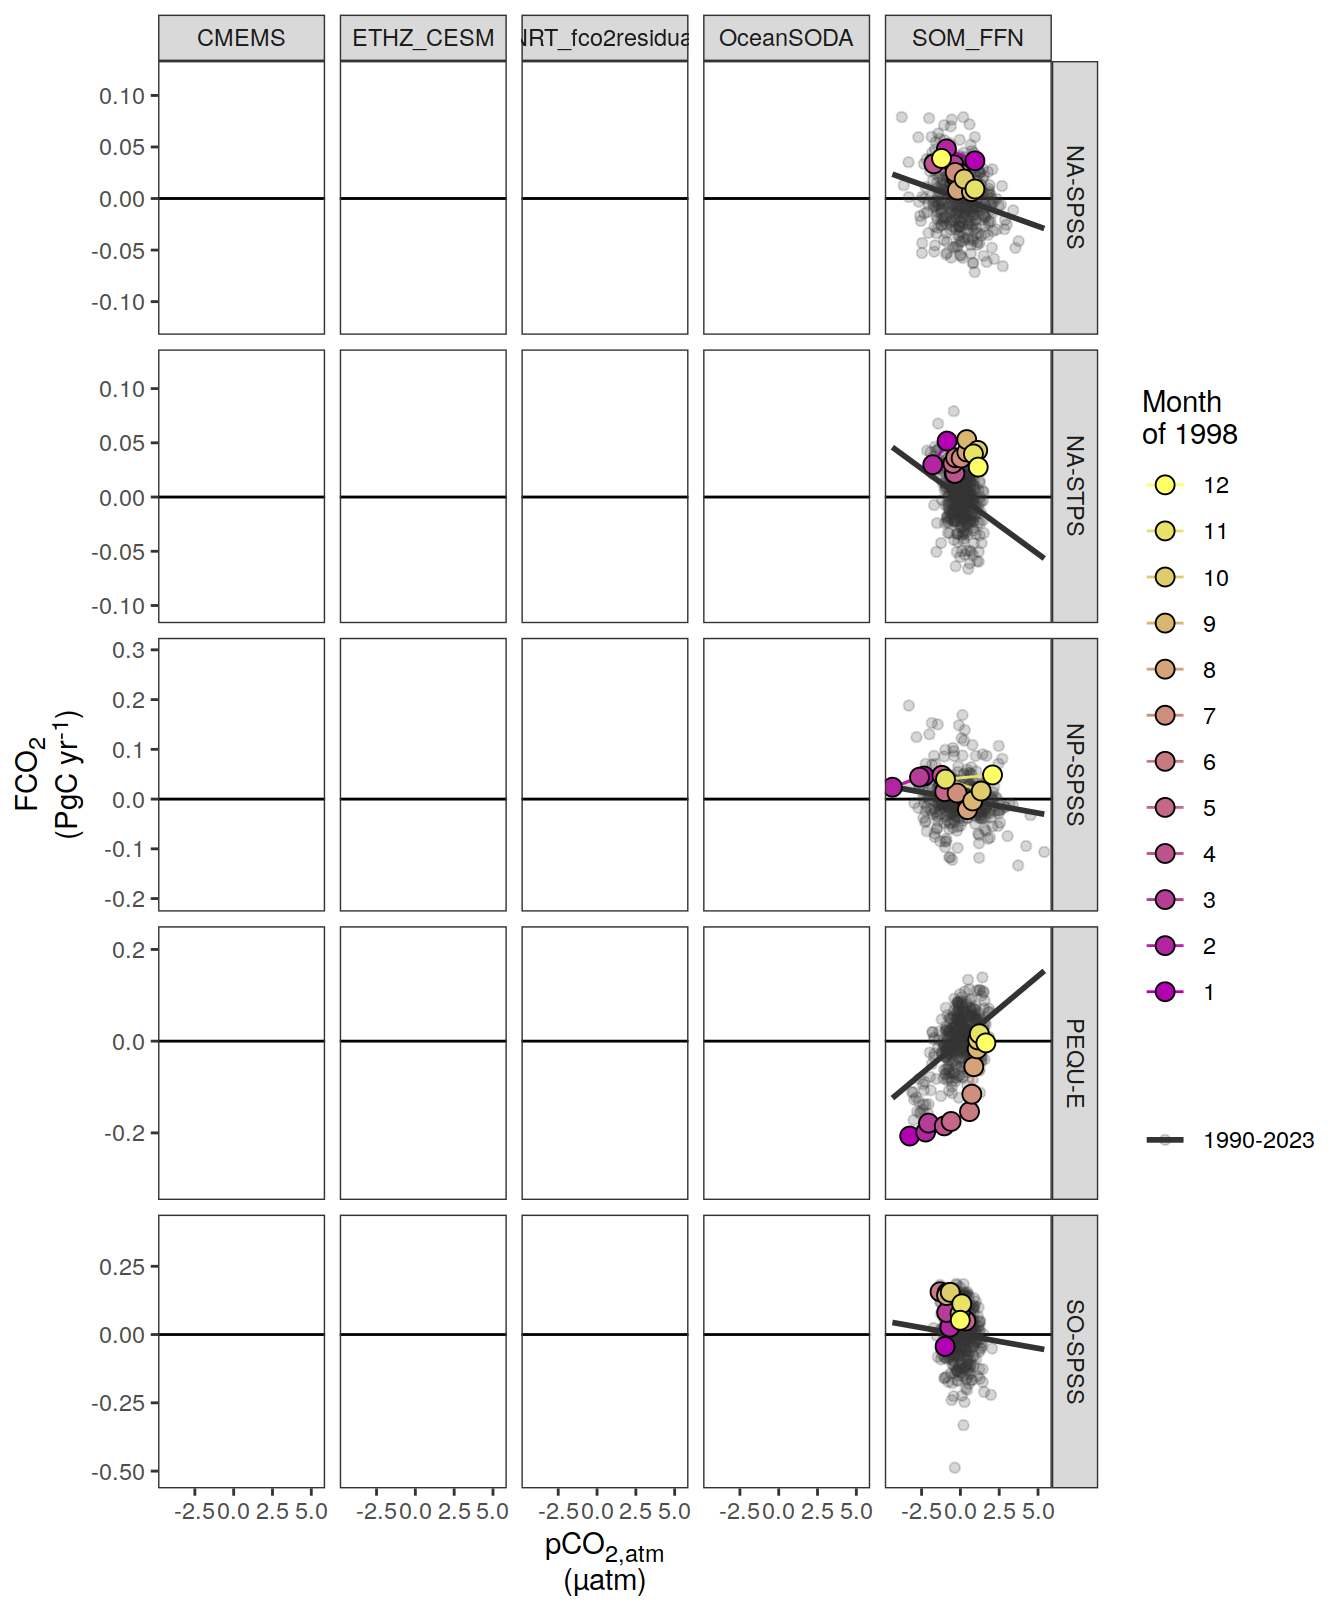 CMEMS ETHZ_CESM NRT_fco2residua OceanSODA SOM_FFN
0.10
0.05
0.00
-0.05
-0.10
NA-SPSS
0.10
0.05
0.00
-0.05
-0.10
NA-STPS
0.3
0.2
0.1
0.0
-0.1
-0.2
NP-SPSS
0.2
0.0
-0.2
PEQU-E
0.25
0.00
-0.25
-0.50
SO-SPSS
-2.5 0.0 2.5 5.0 -2.5 0.0 2.5 5.0 -2.5 0.0 2.5 5.0 -2.5 0.0 2.5 5.0 -2.5 0.0 2.5 5.0
pCO2,atm
(µatm)
FCO2
(PgC yr-1)
Month
of 1998
12
11
10
9
8
7
6
5
4
3
2
1
1990-2023